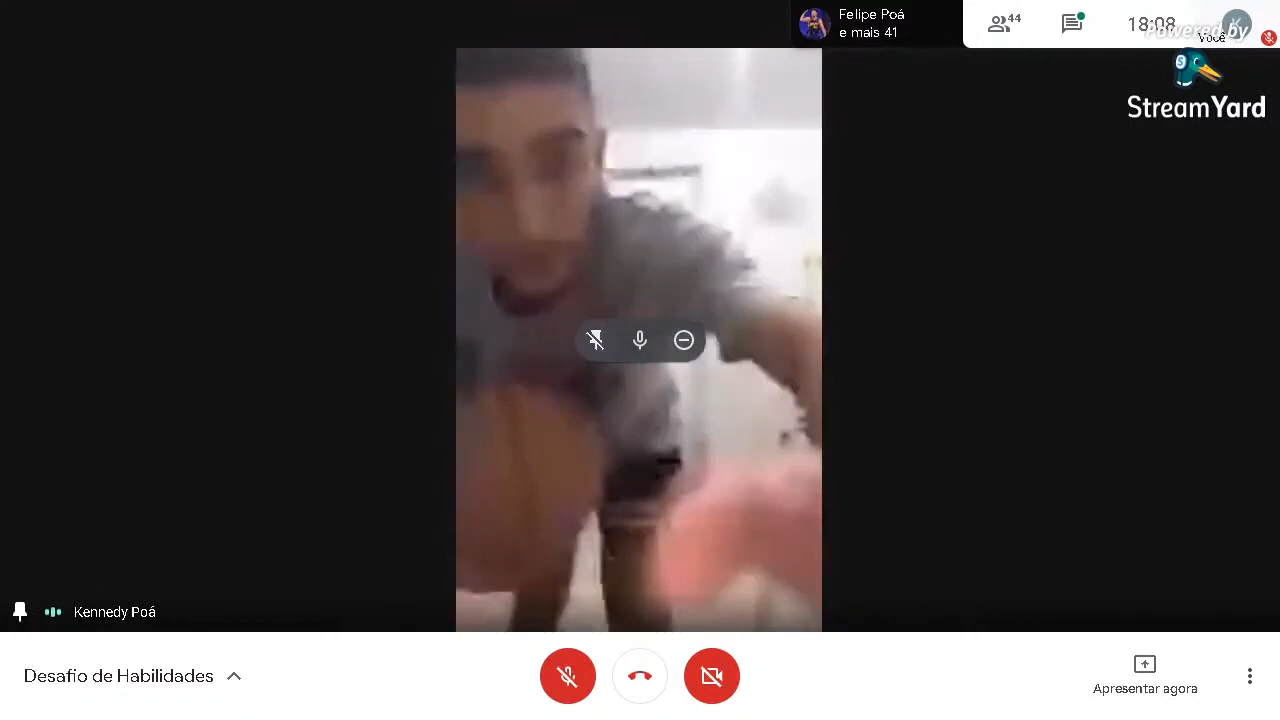 Felipe Poá
e mais 41
44
18:08
Você
Powered by
StreamYard
Kennedy Poá
Desafio de Habilidades
Apresentar agora